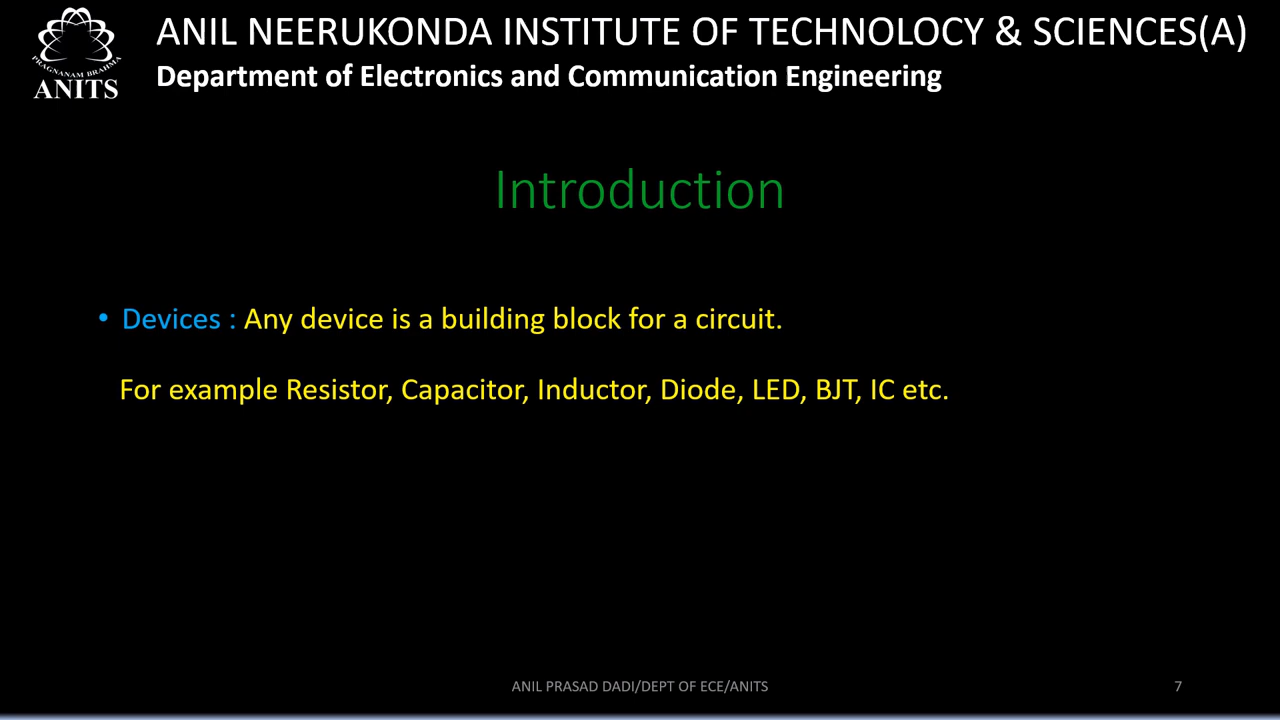 ANIL NEERUKONDA INSTITUTE OF TECHNOLOCY & SCIENCES(A)
Department of Electronics and Communication Engineering
PRAGNANAM BRAHMA
ANITS
Introduction
• Devices : Any device is a building block for a circuit.
For example Resistor, Capacitor, Inductor, Diode, LED, BJT, IC etc.
ANIL PRASAD DADI/DEPT OF ECE/ANITS
7